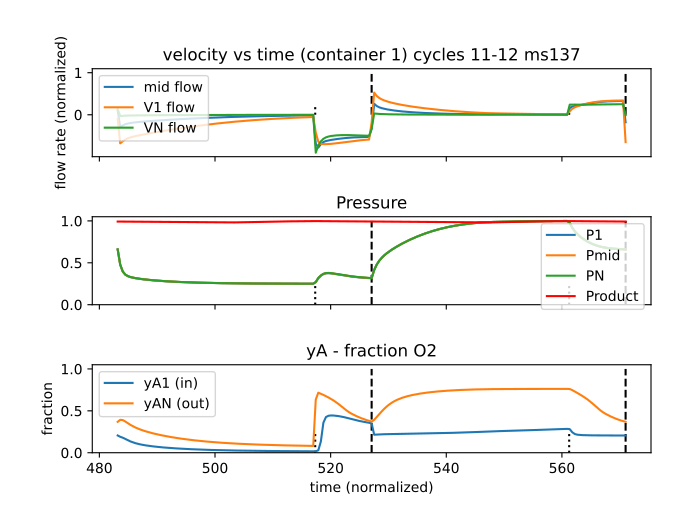 velocity vs time (container 1) cycles 11-12 ms137
flow rate (normalized)
1
0
mid flow
V1 flow
VN flow
Pressure
1.0
0.5
0.0
P1
Pmid
PN
Product
yA - fraction O2
fraction
1.0
0.5
0.0
yA1 (in)
yAN (out)
480 500 520 540 560
time (normalized)